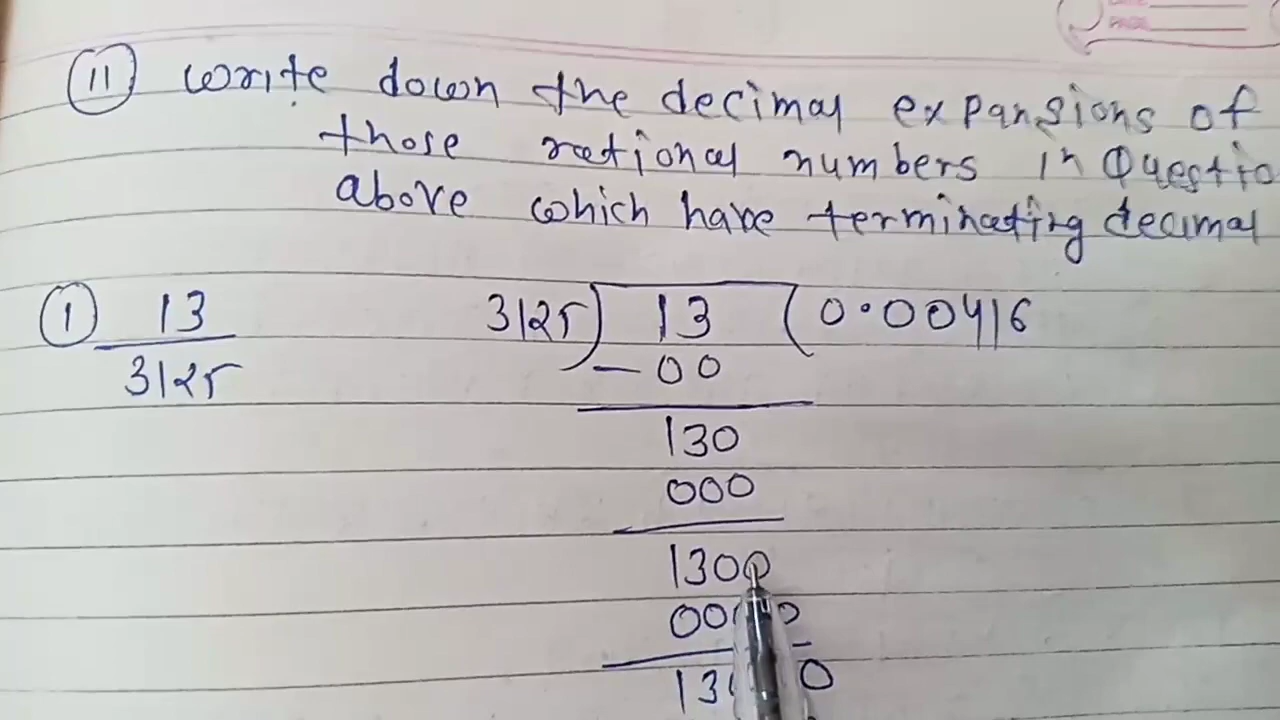 (11) Write down the decimal expansions of
those rational numbers in Questio
above which have terminating decimal
(1) 13
3125
3125) 13 (0.00416
-00
130
000
1300
13